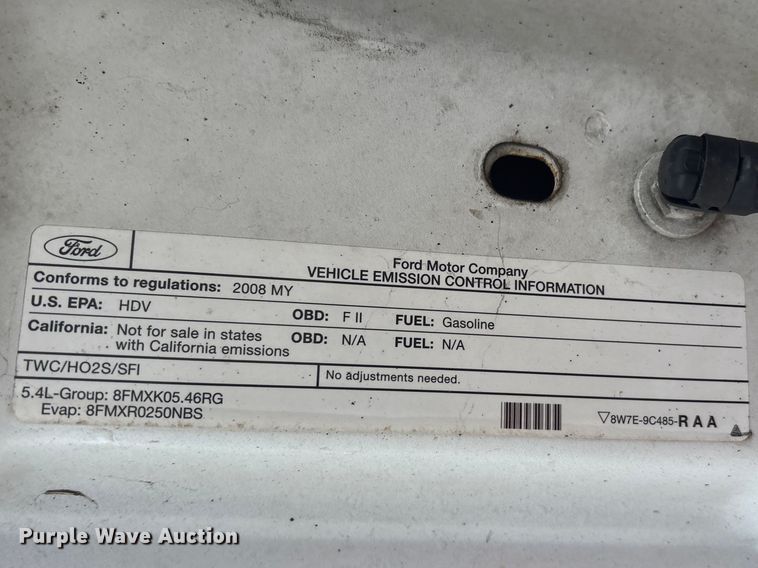 Ford
Ford Motor Company
VEHICLE EMISSION CONTROL INFORMATION
Conforms to regulations: 2008 MY
U.S. EPA: HDV OBD: F II FUEL: Gasoline
California: Not for sale in states OBD: N/A FUEL: N/A
with California emissions
TWC/HO2S/SFI No adjustments needed.
5.4L-Group: 8FMXK05.46RG
Evap: 8FMXR0250NBS
8W7E-9C485-RAA
Purple Wave Auction